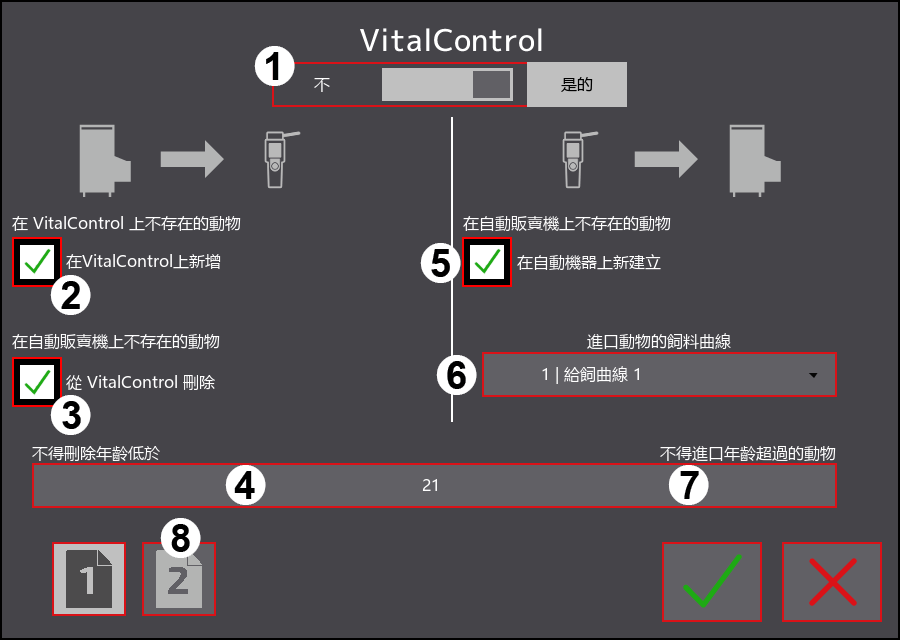 VitalControl
1
不
是的
在 VitalControl 上不存在的動物
在自動販賣機上不存在的動物
在VitalControl上新增
5
在自動機器上新建立
2
在自動販賣機上不存在的動物
進口動物的飼料曲線
從 VitalControl 刪除
6
1 | 給飼曲線 1
3
不得刪除年齡低於
不得進口年齡超過的動物
4
21
7
8
1
2